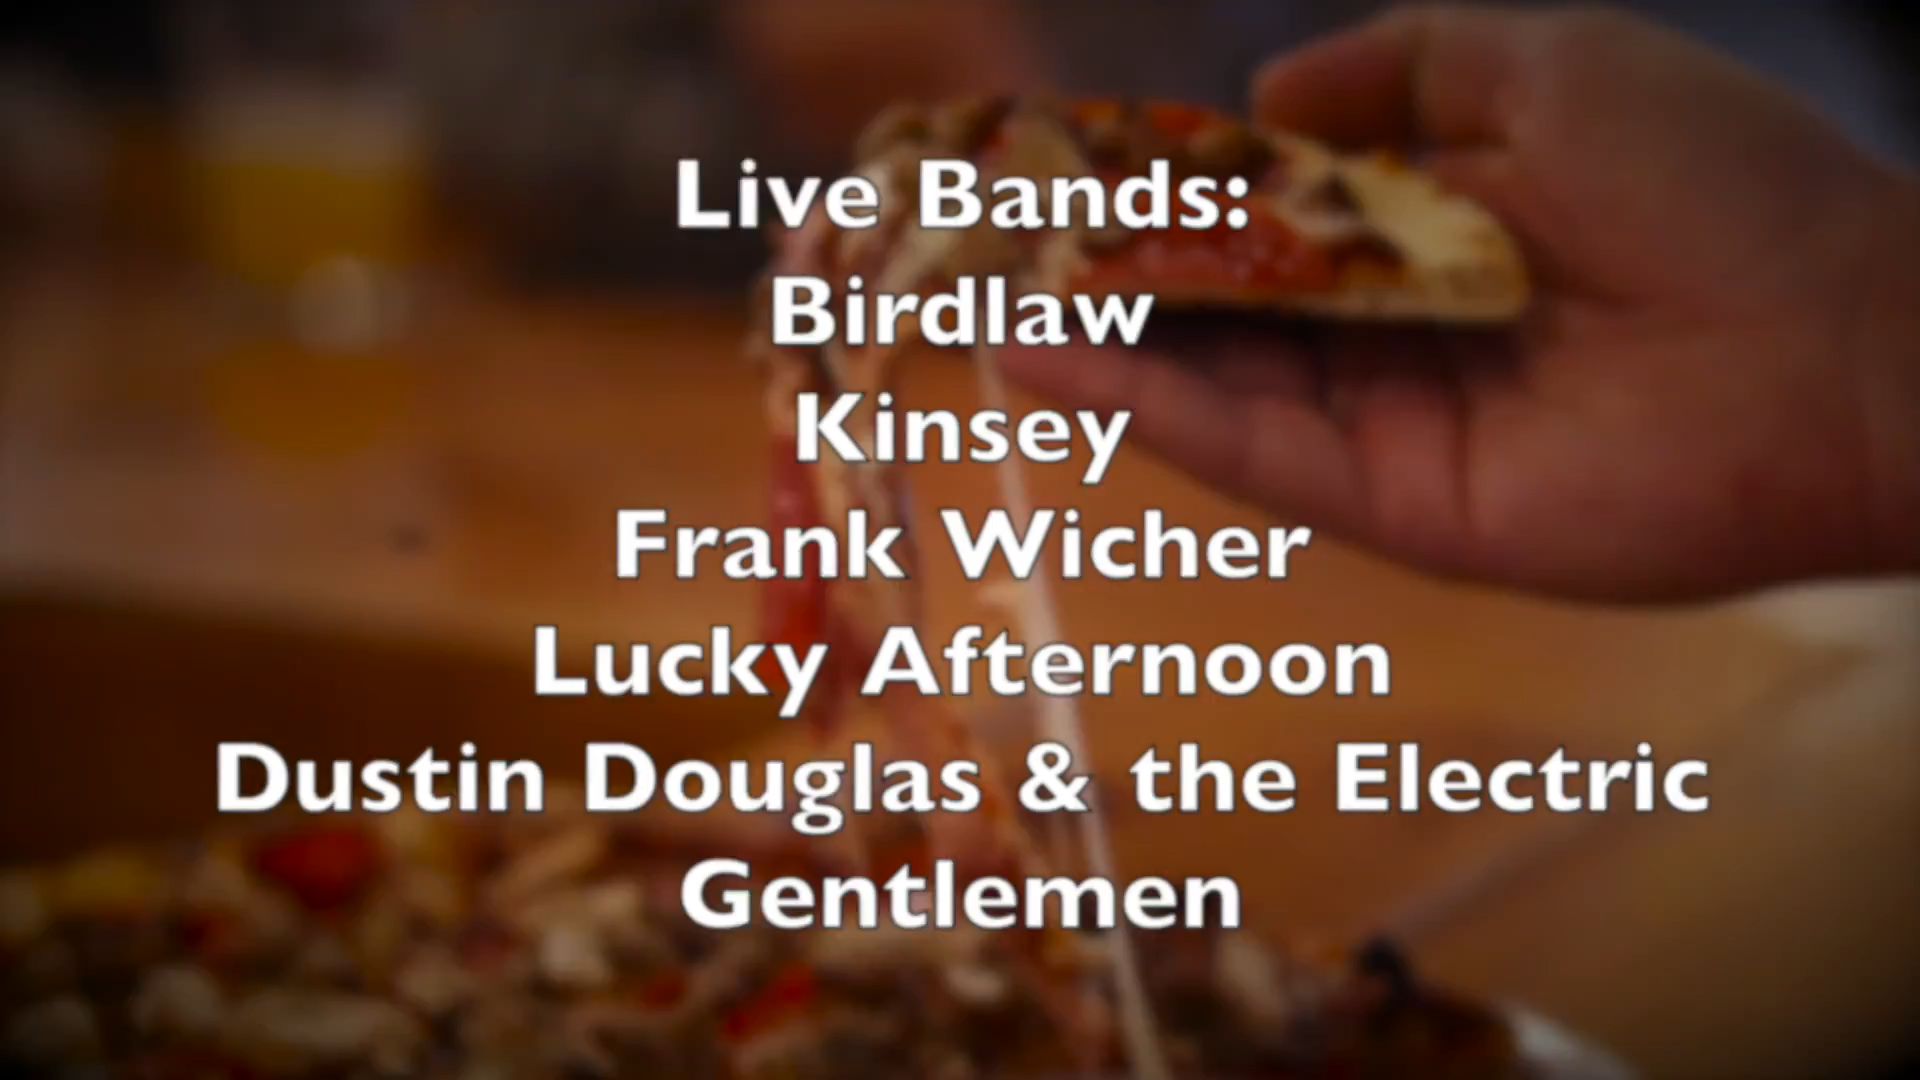 Live Bands:
Birdlaw
Kinsey
Frank Wicher
Lucky Afternoon
Dustin Douglas & the Electric
Gentlemen